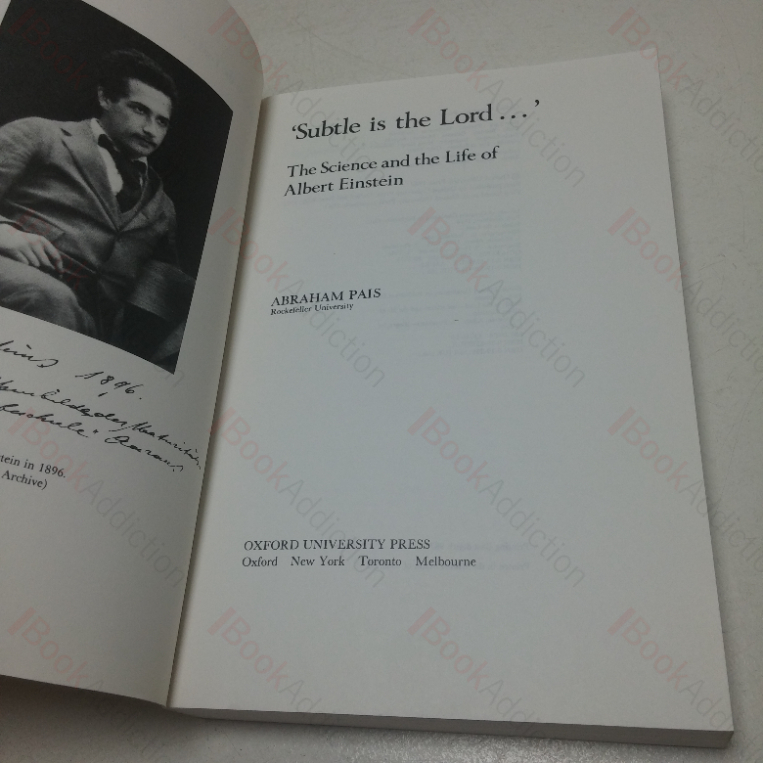 1896.
tein in 1896.
Archive)
'Subtle is the Lord . . .'
The Science and the Life of
Albert Einstein
ABRAHAM PAIS
Rockefeller University
OXFORD UNIVERSITY PRESS
Oxford New York Toronto Melbourne
BookAddiction